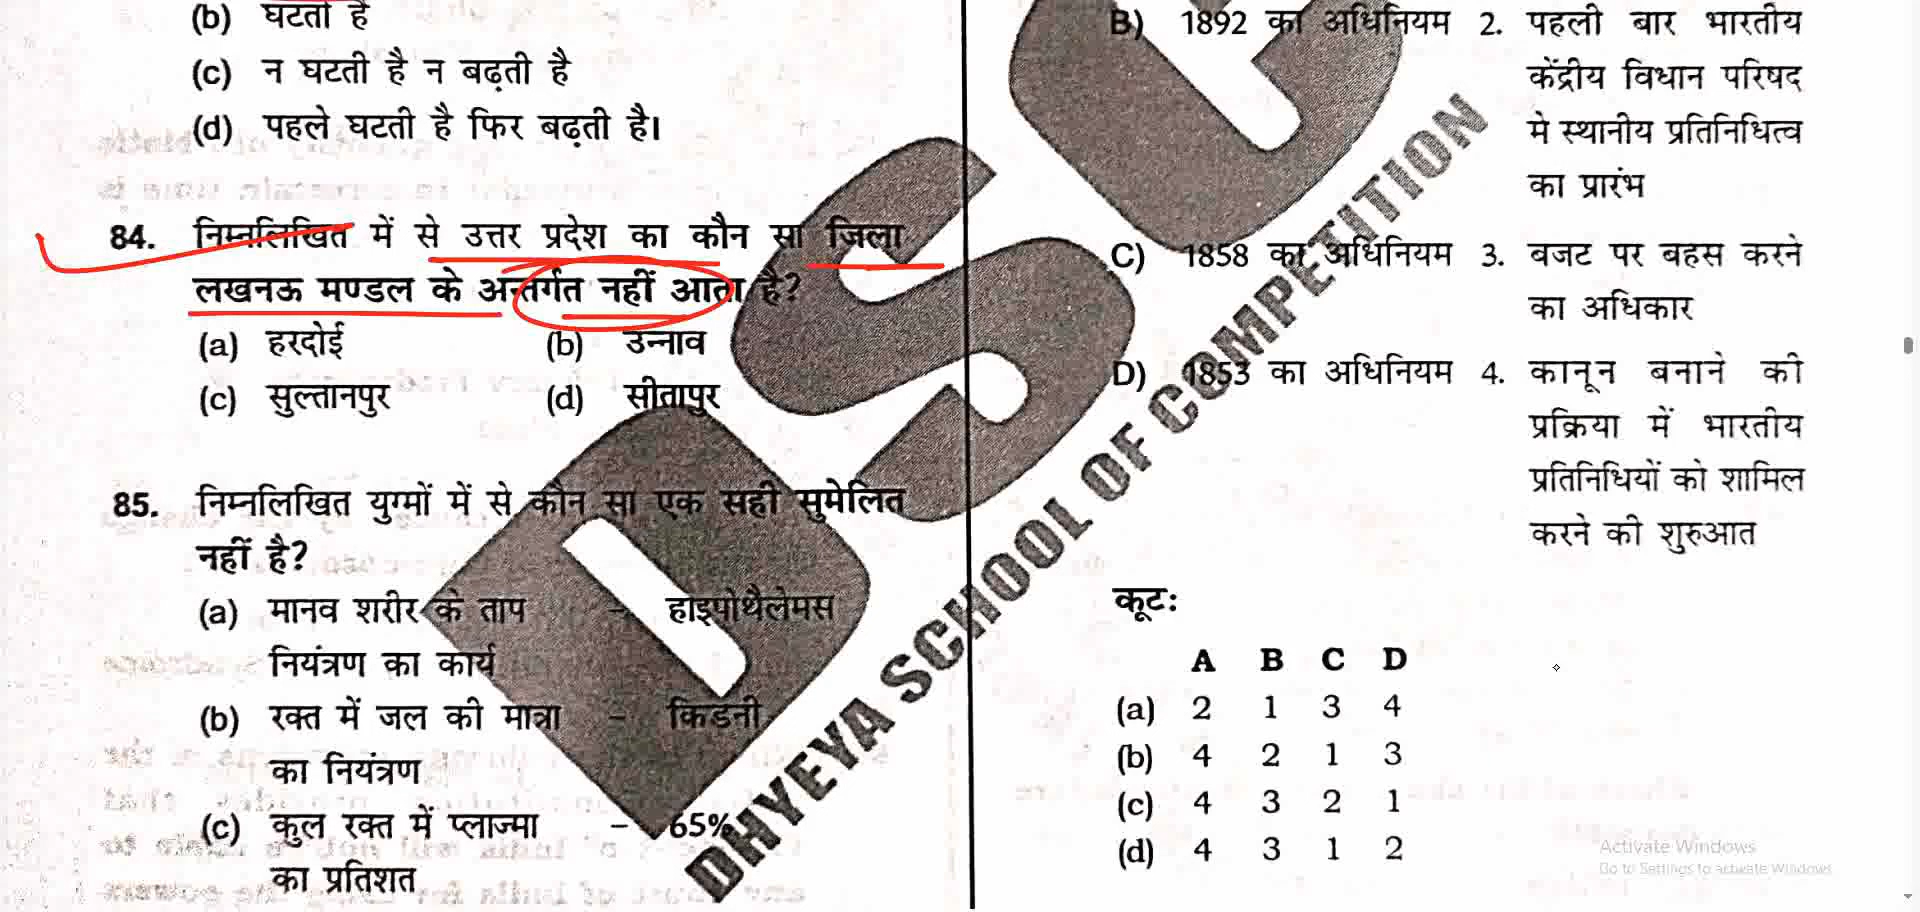 (b) घटती है
(c) न घटती है न बढ़ती है
(d) पहले घटती है फिर बढ़ती है।
84. निम्नलिखित में से उत्तर प्रदेश का कौन सा जिला
लखनऊ मण्डल के अन्तर्गत नहीं आता है?
(a) हरदोई (b) उन्नाव
(c) सुल्तानपुर (d) सीतापुर
85. निम्नलिखित युग्मों में से कौन सा एक सही सुमेलित
नहीं है?
(a) मानव शरीर के ताप – हाइपोथैलेमस
नियंत्रण का कार्य
(b) रक्त में जल की मात्रा – किडनी
का नियंत्रण
(c) कुल रक्त में प्लाज्मा – 65%
का प्रतिशत
B) 1892 का अधिनियम 2. पहली बार भारतीय
केंद्रीय विधान परिषद
मे स्थानीय प्रतिनिधित्व
का प्रारंभ
C) 1858 का अधिनियम 3. बजट पर बहस करने
का अधिकार
D) 1853 का अधिनियम 4. कानून बनाने की
प्रक्रिया में भारतीय
प्रतिनिधियों को शामिल
करने की शुरुआत
कूटः
A B C D
(a) 2 1 3 4
(b) 4 2 1 3
(c) 4 3 2 1
(d) 4 3 1 2
DSC
DHYEYA SCHOOL OF COMPETITION
Activate Windows
Go to Settings to activate Windows.